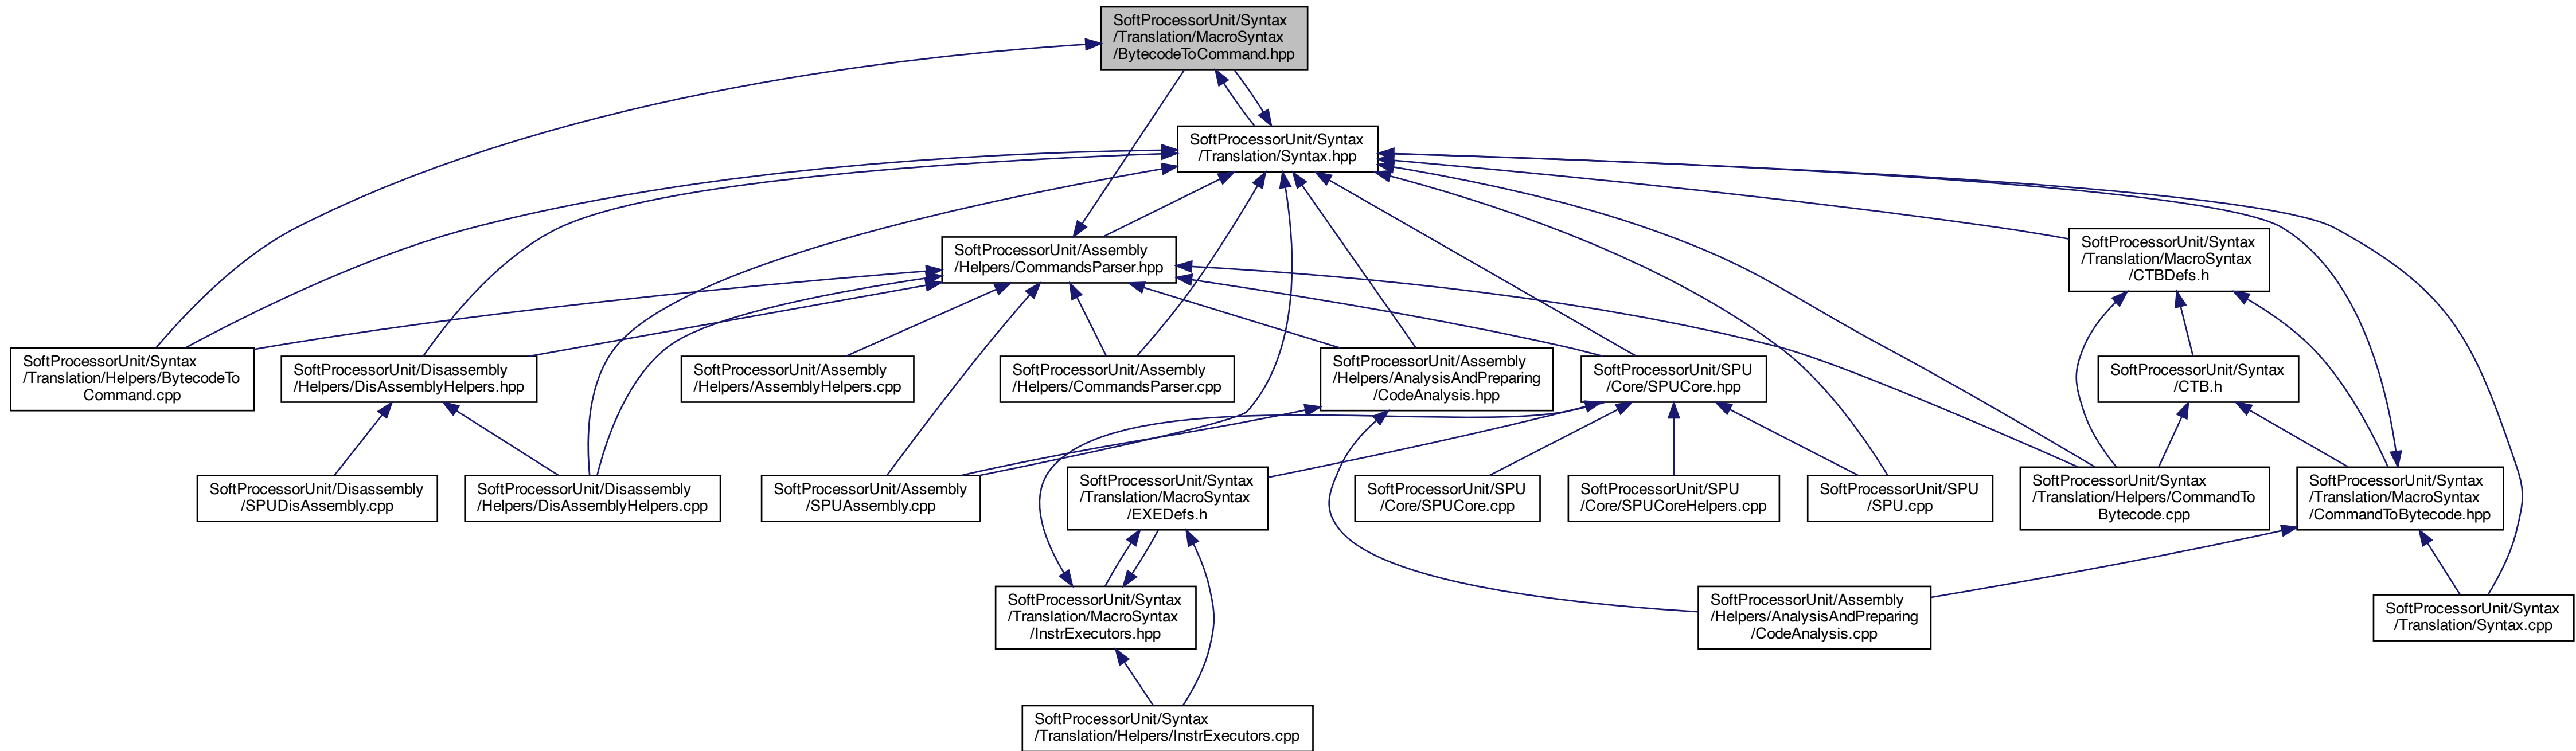 SoftProcessorUnit/Syntax
/Translation/MacroSyntax
/BytecodeToCommand.hpp
SoftProcessorUnit/Syntax
/Translation/Syntax.hpp
SoftProcessorUnit/Assembly
/Helpers/CommandsParser.hpp
SoftProcessorUnit/Syntax
/Translation/MacroSyntax
/CTBDefs.h
SoftProcessorUnit/Syntax
/Translation/Helpers/BytecodeTo
Command.cpp
SoftProcessorUnit/Disassembly
/Helpers/DisAssemblyHelpers.hpp
SoftProcessorUnit/Assembly
/Helpers/AssemblyHelpers.cpp
SoftProcessorUnit/Assembly
/Helpers/CommandsParser.cpp
SoftProcessorUnit/Assembly
/Helpers/AnalysisAndPreparing
/CodeAnalysis.hpp
SoftProcessorUnit/SPU
/Core/SPUCore.hpp
SoftProcessorUnit/Syntax
/CTB.h
SoftProcessorUnit/Disassembly
/SPUDisAssembly.cpp
SoftProcessorUnit/Disassembly
/Helpers/DisAssemblyHelpers.cpp
SoftProcessorUnit/Assembly
/SPUAssembly.cpp
SoftProcessorUnit/Syntax
/Translation/MacroSyntax
/EXEDefs.h
SoftProcessorUnit/SPU
/Core/SPUCore.cpp
SoftProcessorUnit/SPU
/Core/SPUCoreHelpers.cpp
SoftProcessorUnit/SPU
/SPU.cpp
SoftProcessorUnit/Syntax
/Translation/Helpers/CommandTo
Bytecode.cpp
SoftProcessorUnit/Syntax
/Translation/MacroSyntax
/CommandToBytecode.hpp
SoftProcessorUnit/Syntax
/Translation/MacroSyntax
/InstrExecutors.hpp
SoftProcessorUnit/Assembly
/Helpers/AnalysisAndPreparing
/CodeAnalysis.cpp
SoftProcessorUnit/Syntax
/Translation/Syntax.cpp
SoftProcessorUnit/Syntax
/Translation/Helpers/InstrExecutors.cpp